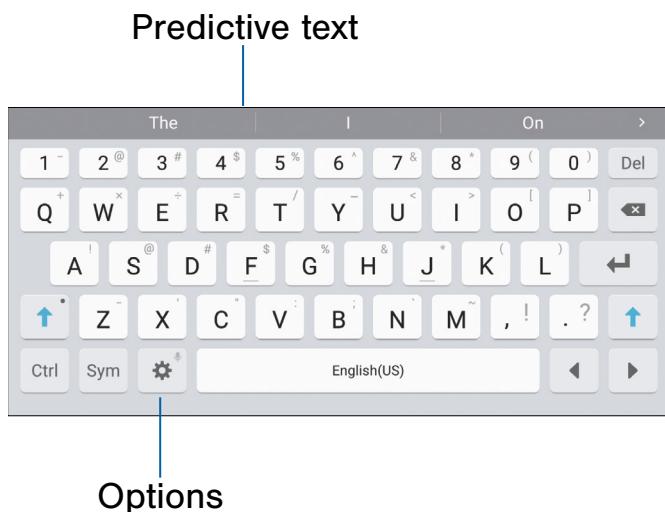 Predictive text
The I On >
1 - 2 @ 3 # 4 $ 5 % 6 ^ 7 & 8 * 9 ( 0 ) Del
Q + W × E ÷ R = T / Y _ U < I > O [ P ]
A ! S @ D # F $ G % H & J * K ( L )
Z - X ' C " V : B ; N ` M ~ , ! . ?
Ctrl Sym English(US)
Options